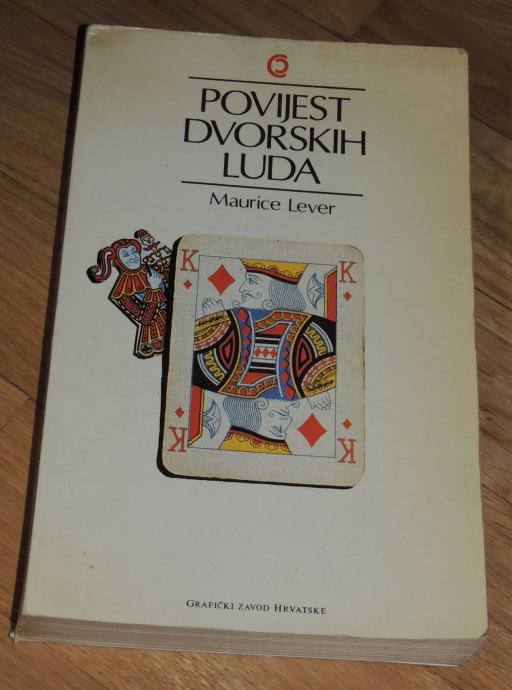 POVIJEST
DVORSKIH
LUDA
Maurice Lever
K
K
K
K
GRAFIČKI ZAVOD HRVATSKE